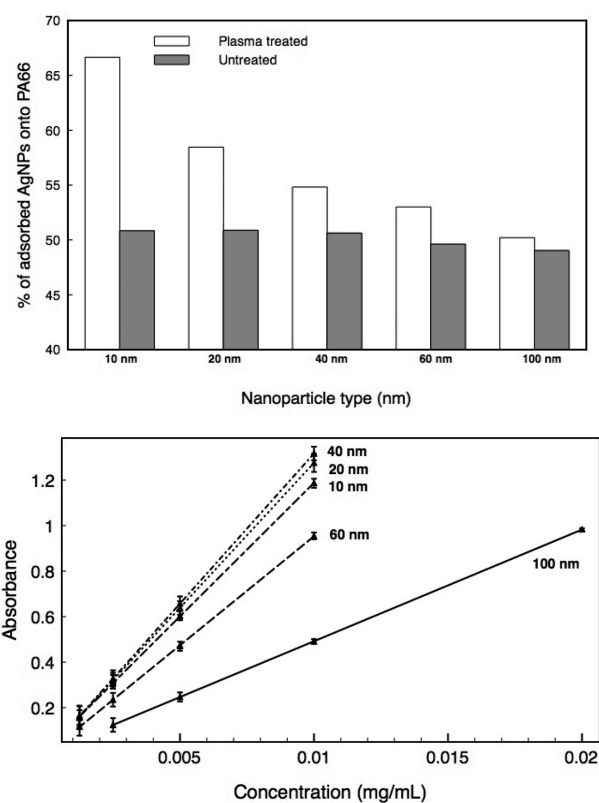 70
65
60
55
50
45
40
% of adsorbed AgNPs onto PA66
Plasma treated
Untreated
10 nm 20 nm 40 nm 60 nm 100 nm
Nanoparticle type (nm)
1.2
1
0.8
0.6
0.4
0.2
Absorbance
40 nm
20 nm
10 nm
60 nm
100 nm
0.005 0.01 0.015 0.02
Concentration (mg/mL)